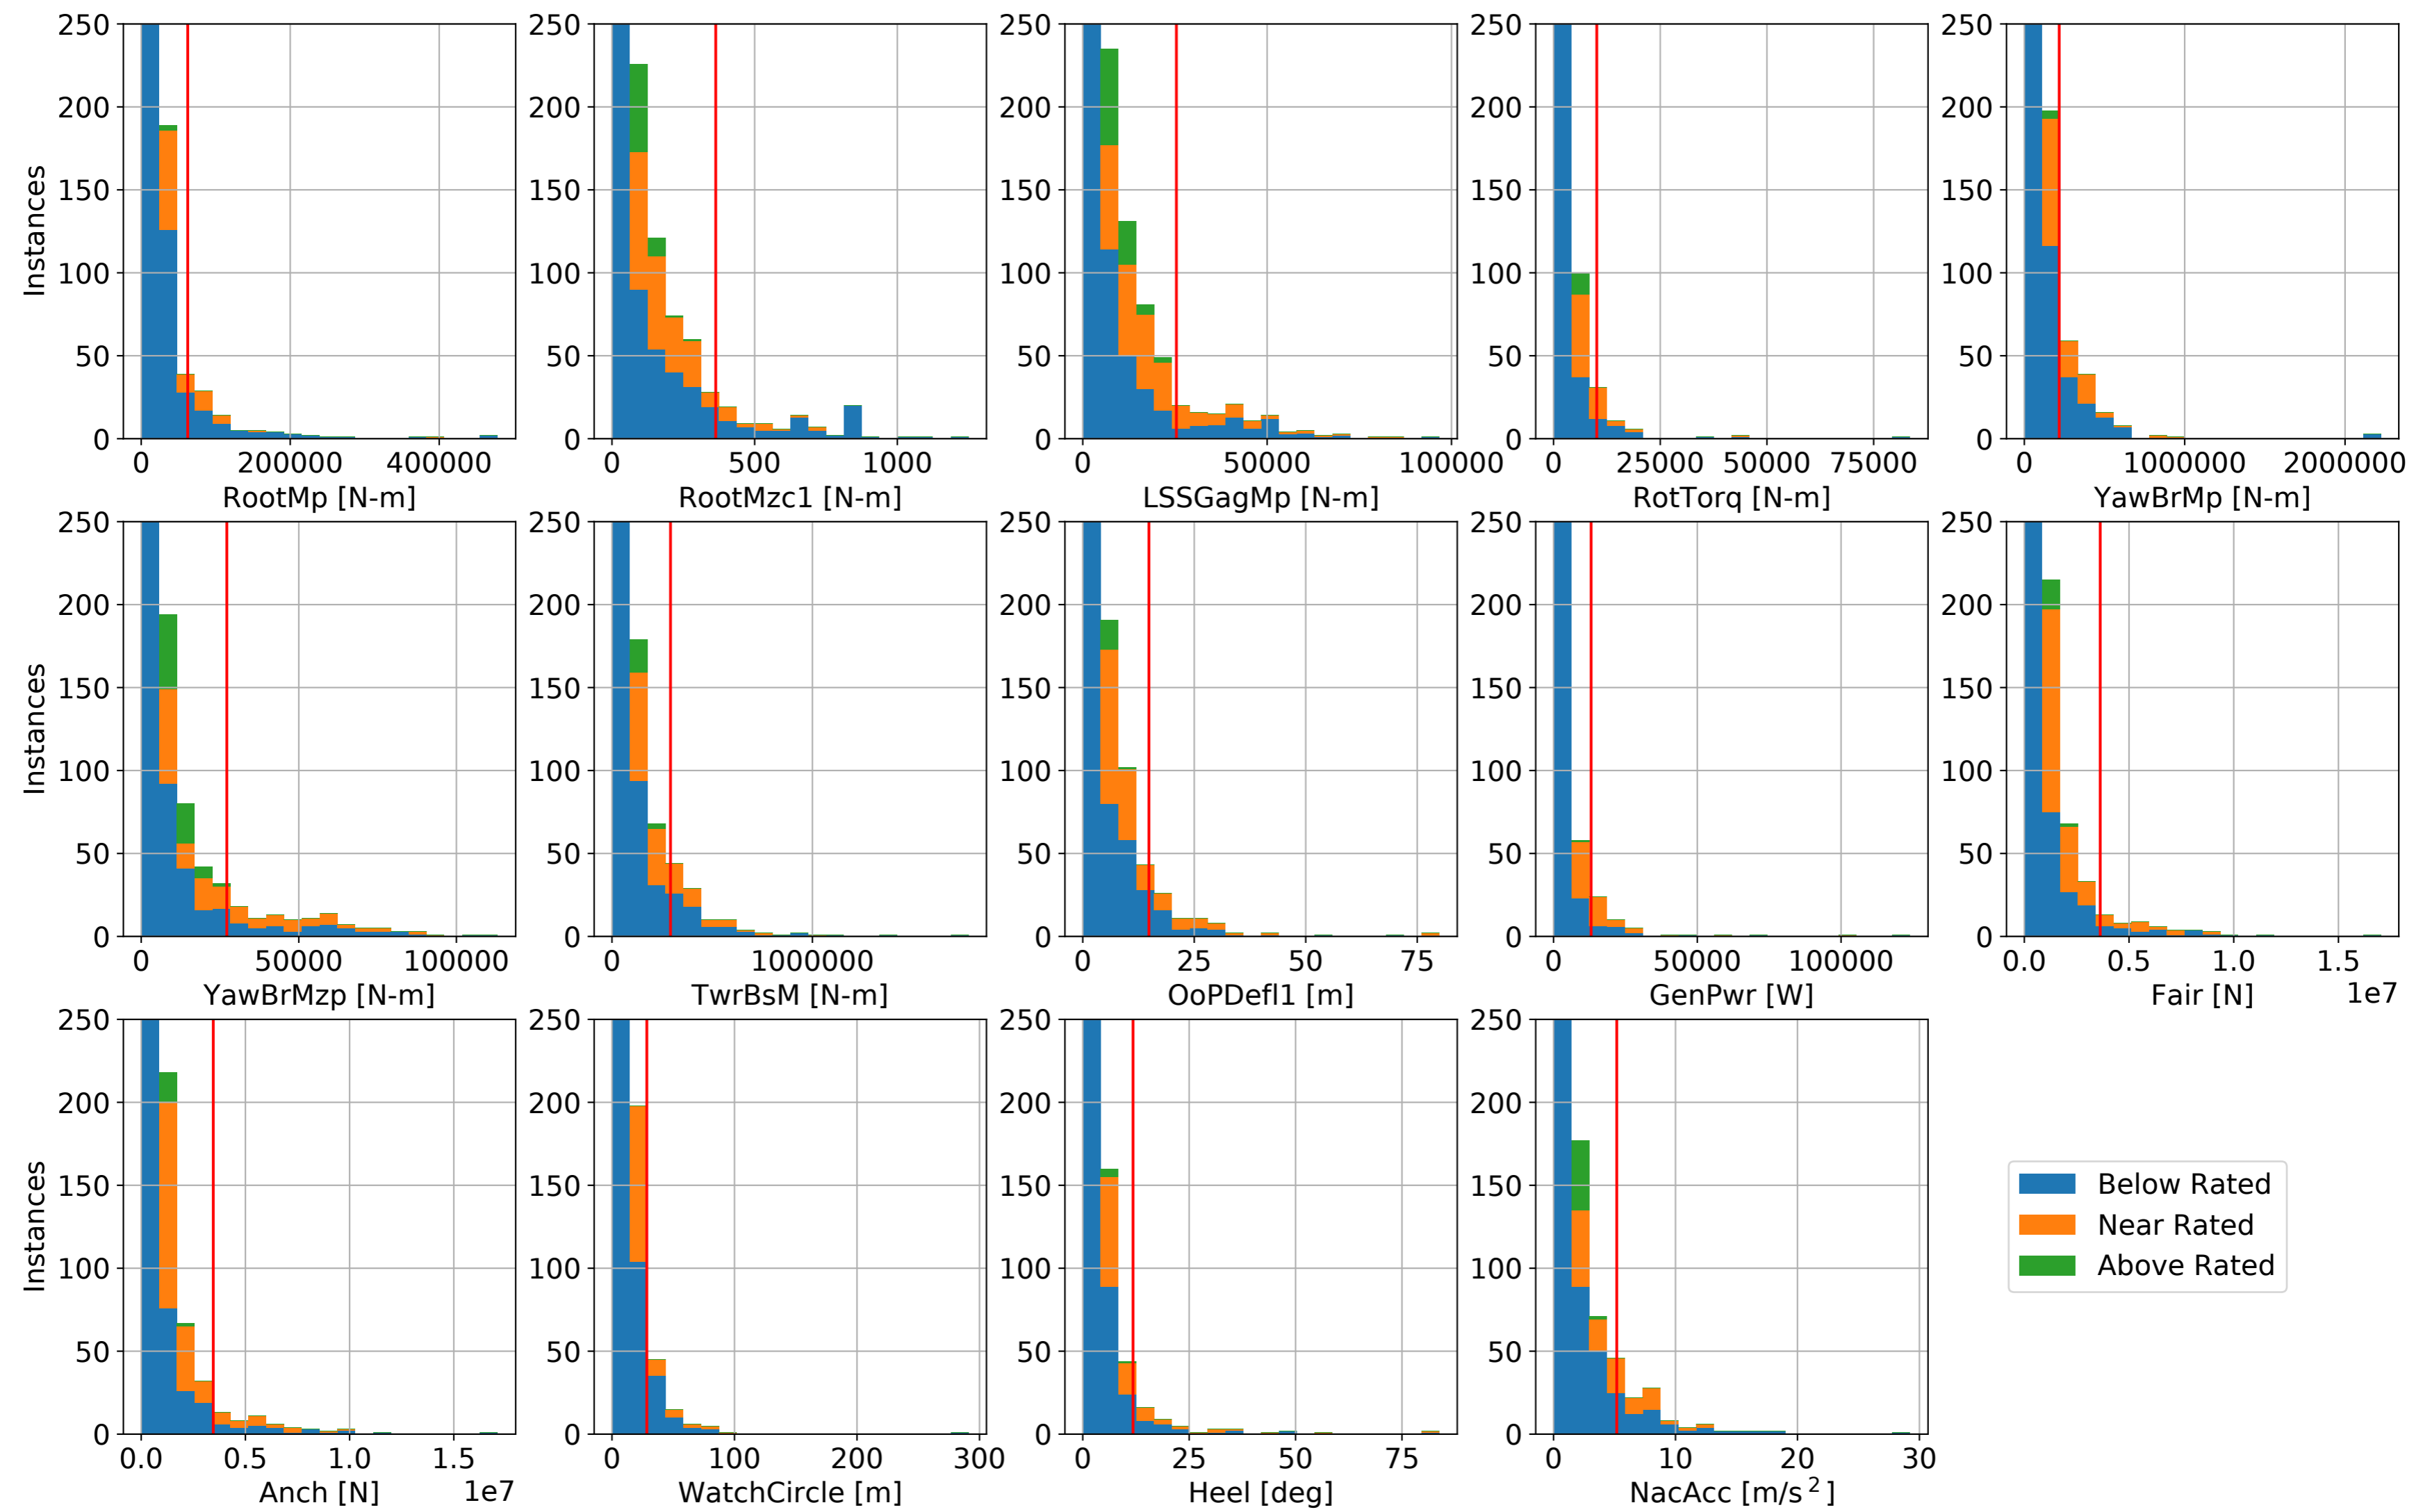 250 250 250 250 250
200 200 200 200 200
150 150 150 150 150
100 100 100 100 100
50 50 50 50 50
0 0 0 0 0
Instances
0 200000 400000 0 500 1000 0 50000 100000 0 25000 50000 75000 0 1000000 2000000
RootMp [N-m] RootMzc1 [N-m] LSSGagMp [N-m] RotTorq [N-m] YawBrMp [N-m]
250 250 250 250 250
200 200 200 200 200
150 150 150 150 150
100 100 100 100 100
50 50 50 50 50
0 0 0 0 0
Instances
0 50000 100000 0 1000000 0 25 50 75 0 50000 100000 0.0 0.5 1.0 1.5
YawBrMzp [N-m] TwrBsM [N-m] OoPDefl1 [m] GenPwr [W] Fair [N] 1e7
250 250 250 250
200 200 200 200
150 150 150 150
100 100 100 100
50 50 50 50
0 0 0 0
Instances
0.0 0.5 1.0 1.5 0 100 200 300 0 25 50 75 0 10 20 30
Anch [N] 1e7 WatchCircle [m] Heel [deg] NacAcc [m/s²]
Below Rated
Near Rated
Above Rated